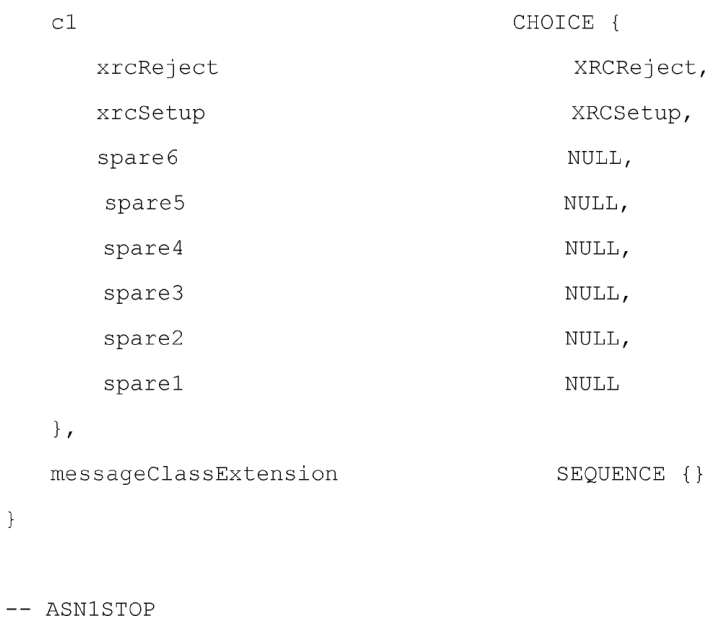 c1 CHOICE {
xrcReject XRCReject,
xrcSetup XRCSetup,
spare6 NULL,
spare5 NULL,
spare4 NULL,
spare3 NULL,
spare2 NULL,
spare1 NULL
},
messageClassExtension SEQUENCE {}
}
-- ASN1STOP